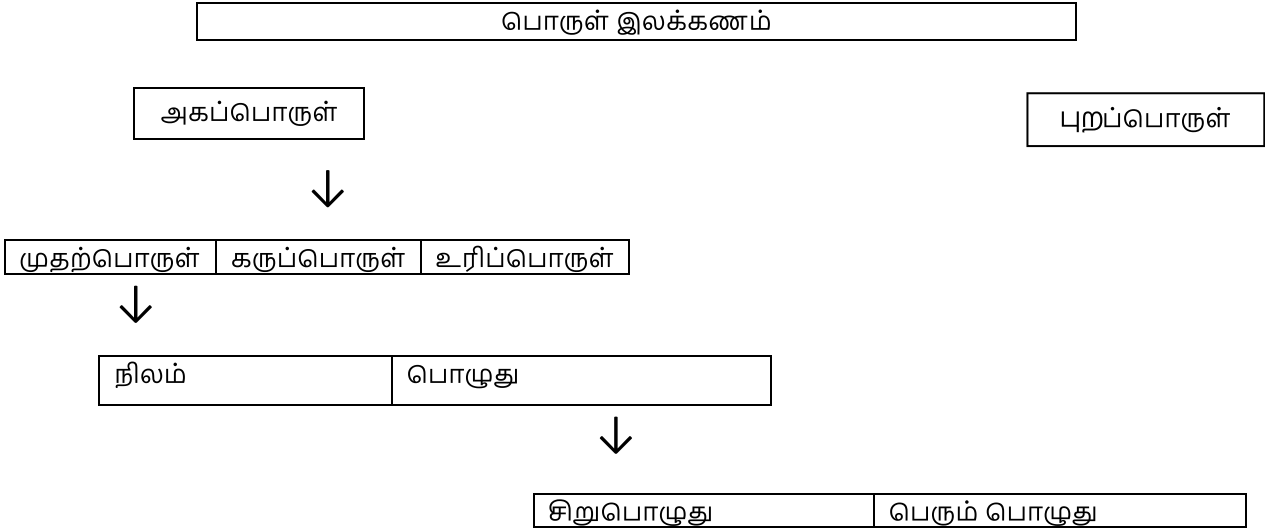 பொருள் இலக்கணம்
அகப்பொருள்
புறப்பொருள்
முதற்பொருள் கருப்பொருள் உரிப்பொருள்
நிலம் பொழுது
சிறுபொழுது பெரும் பொழுது